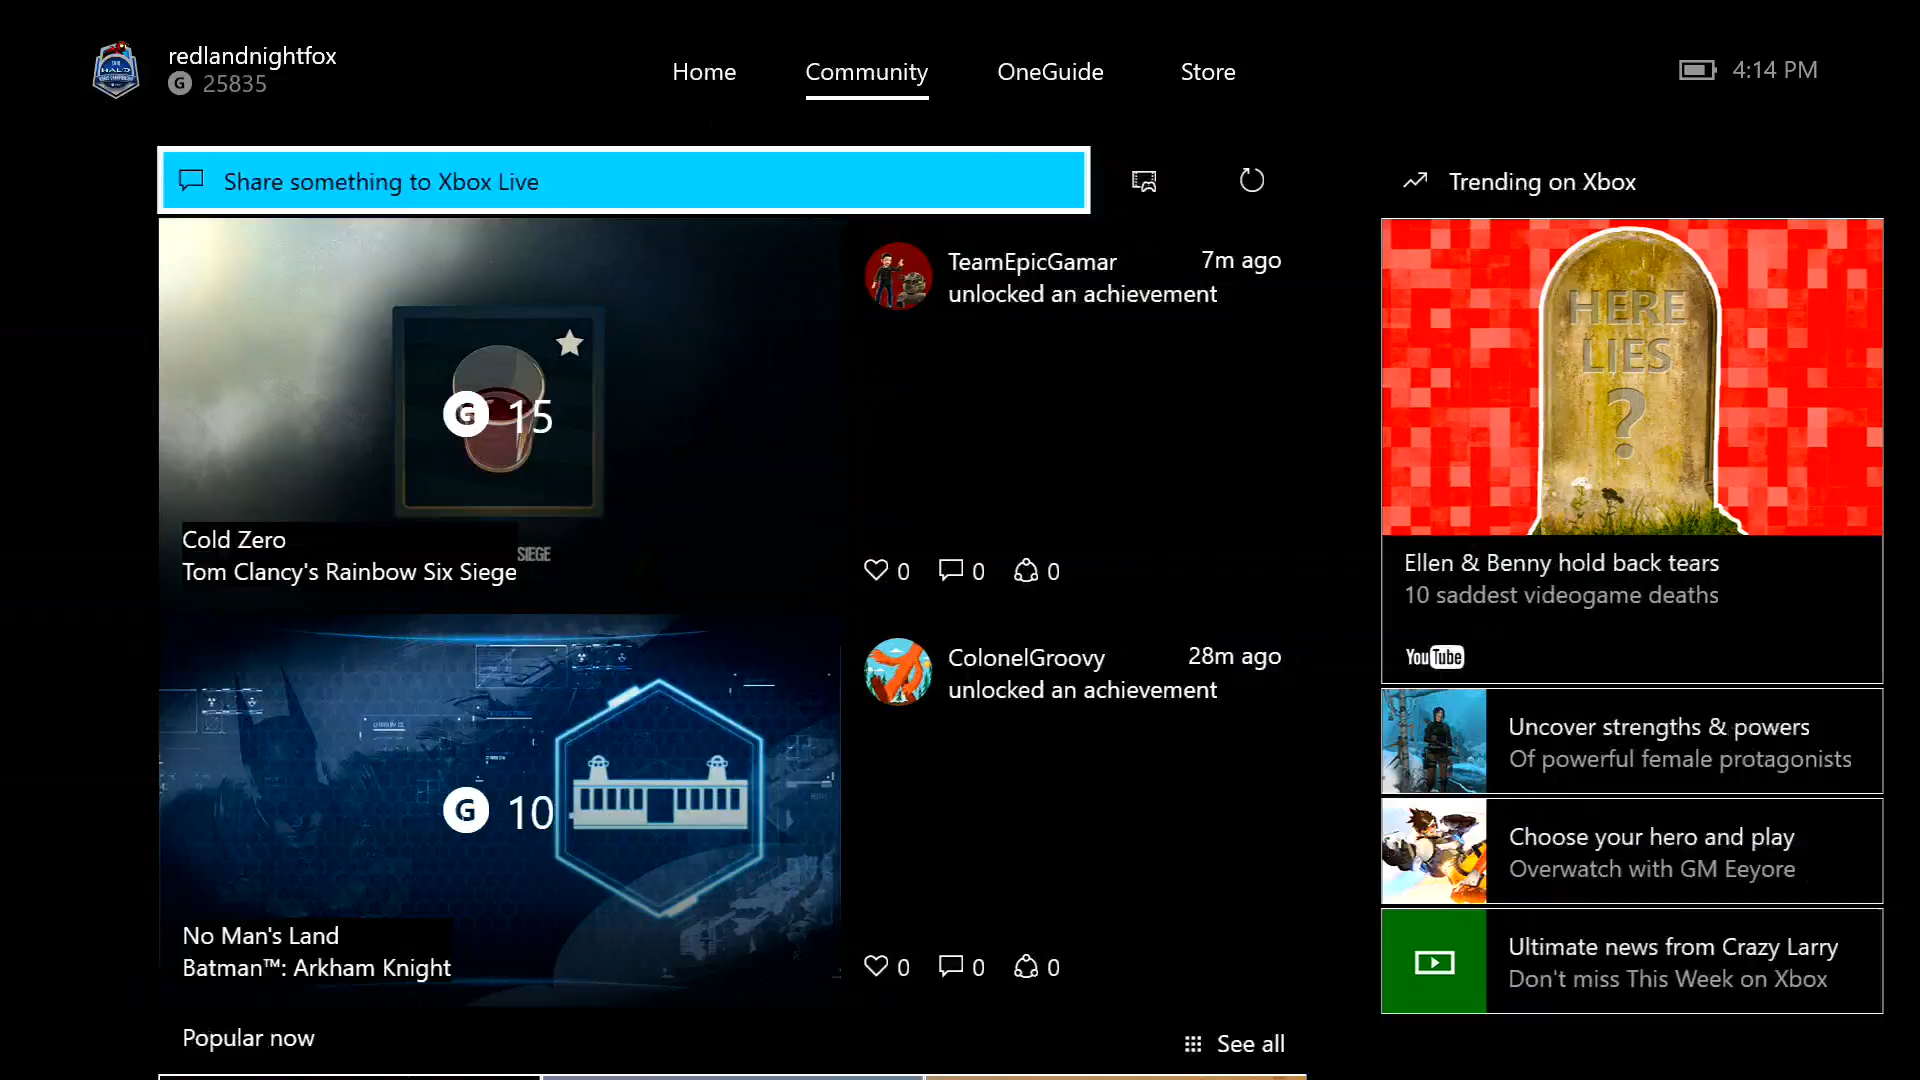 redlandnightfox
G 25835
Home
Community
OneGuide
Store
4:14 PM
Share something to Xbox Live
G 15
SIEGE
Cold Zero
Tom Clancy's Rainbow Six Siege
TeamEpicGamar
7m ago
unlocked an achievement
0
0
0
G 10
No Man's Land
Batman™: Arkham Knight
ColonelGroovy
28m ago
unlocked an achievement
0
0
0
Popular now
See all
Trending on Xbox
HERE
LIES
?
Ellen & Benny hold back tears
10 saddest videogame deaths
YouTube
Uncover strengths & powers
Of powerful female protagonists
Choose your hero and play
Overwatch with GM Eeyore
Ultimate news from Crazy Larry
Don't miss This Week on Xbox